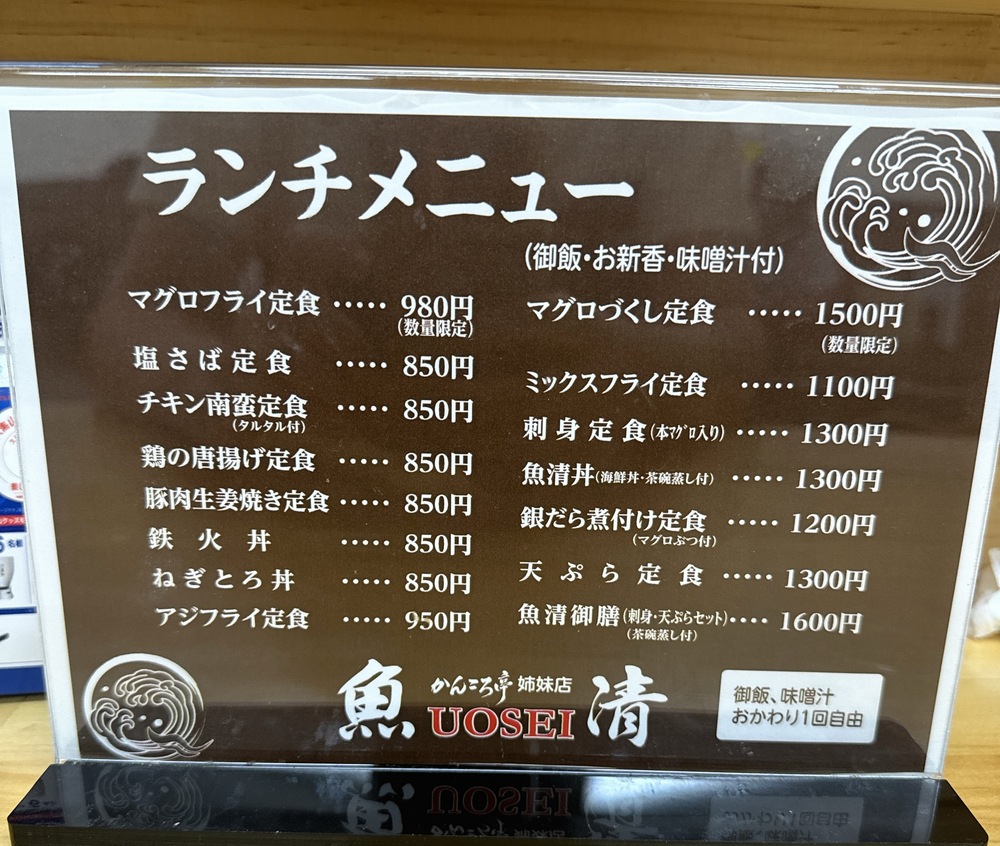 ランチメニュー
(御飯・お新香・味噌汁付)
マグロフライ定食 ····· 980円
(数量限定)
塩さば定食 ····· 850円
チキン南蛮定食 ····· 850円
(タルタル付)
鶏の唐揚げ定食 ····· 850円
豚肉生姜焼き定食 ····· 850円
鉄火丼 ····· 850円
ねぎとろ丼 ····· 850円
アジフライ定食 ····· 950円
マグロづくし定食 ····· 1500円
(数量限定)
ミックスフライ定食 ····· 1100円
刺身定食(本マグロ入り) ····· 1300円
魚清丼(海鮮丼・茶碗蒸し付) ····· 1300円
銀だら煮付け定食 ····· 1200円
(マグロぶつ付)
天ぷら定食 ····· 1300円
魚清御膳(刺身・天ぷらセット)···· 1600円
(茶碗蒸し付)
かんころ亭 姉妹店
魚 UOSEI 清
御飯、味噌汁
おかわり1回自由